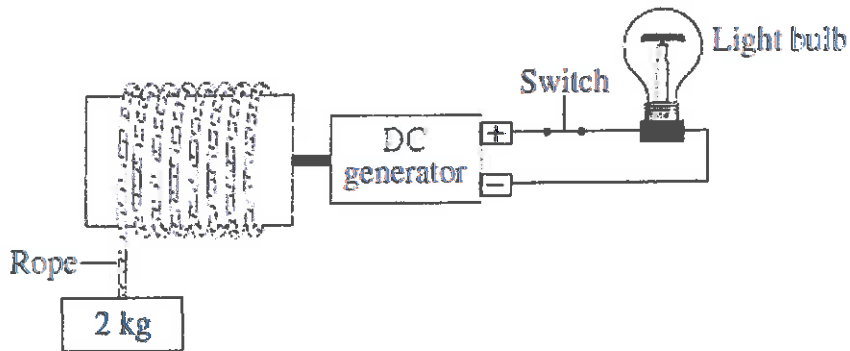 Light bulb
Switch
DC
generator
+
−
Rope
2 kg